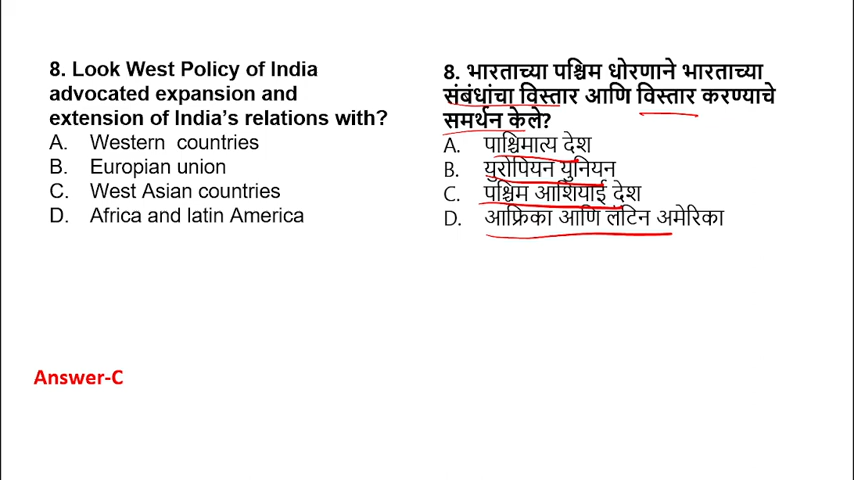 8. Look West Policy of India
advocated expansion and
extension of India's relations with?
A. Western countries
B. Europian union
C. West Asian countries
D. Africa and latin America
8. भारताच्या पश्चिम धोरणाने भारताच्या
संबंधांचा विस्तार आणि विस्तार करण्याचे
समर्थन केले?
A. पाश्चिमात्य देश
B. युरोपियन युनियन
C. पश्चिम आशियाई देश
D. आफ्रिका आणि लॅटिन अमेरिका
Answer-C